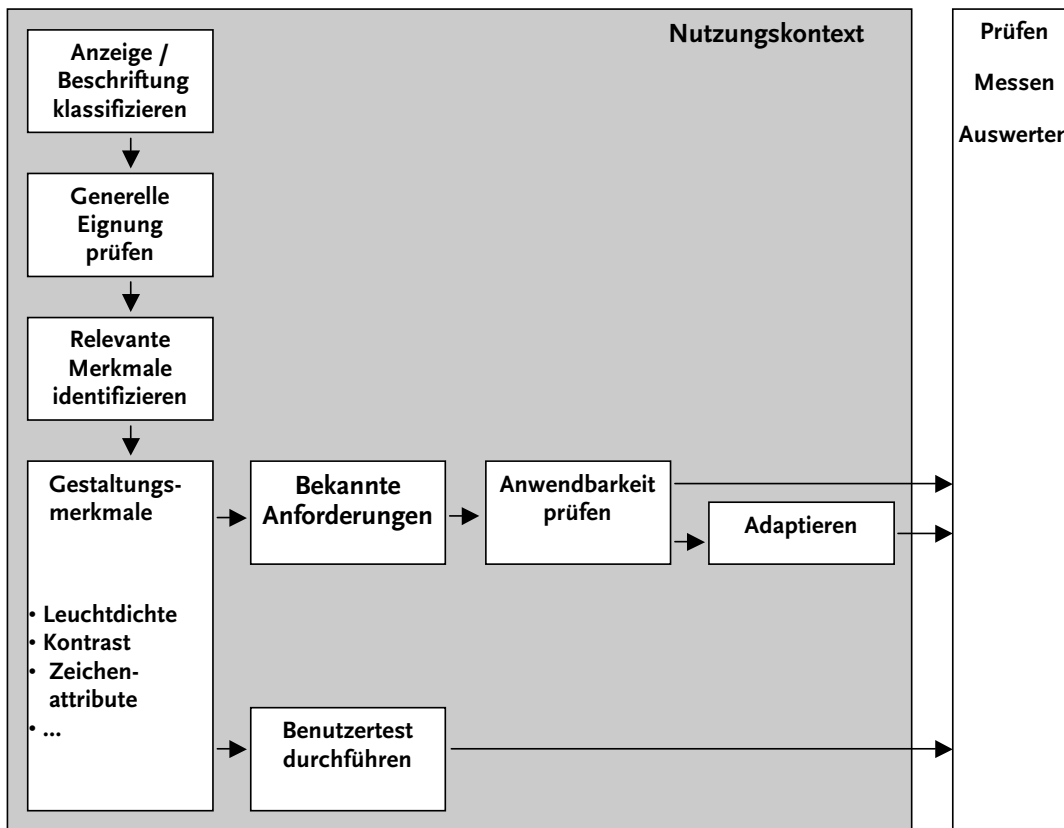 Nutzungskontext
Anzeige /
Beschriftung
klassifizieren
Generelle
Eignung
prüfen
Relevante
Merkmale
identifizieren
Gestaltungs-
merkmale
• Leuchtdichte
• Kontrast
• Zeichen-
attribute
• ...
Bekannte
Anforderungen
Anwendbarkeit
prüfen
Adaptieren
Benutzertest
durchführen
Prüfen
Messen
Auswerten